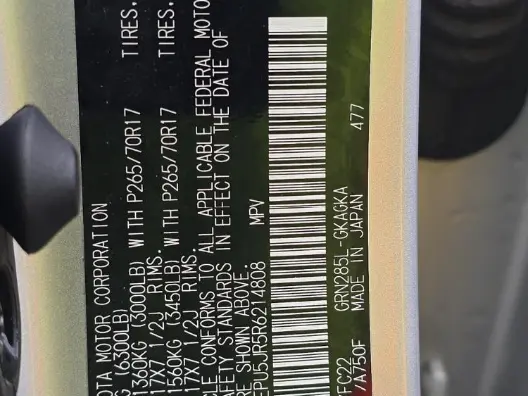 OTA MOTOR CORPORATION
G (6300LB)
1360KG (3000LB) WITH P265/70R17 TIRES.
17X7 1/2J RIMS.
1560KG (3450LB) WITH P265/70R17 TIRES.
17X7 1/2J RIMS.
CLE CONFORMS TO ALL APPLICABLE FEDERAL MOTO
AFETY STANDARDS IN EFFECT ON THE DATE OF
RE SHOWN ABOVE.
EPU5JR5R6214808 MPV
FC22 GRN285L-GKAGKA 477
/A750F MADE IN JAPAN